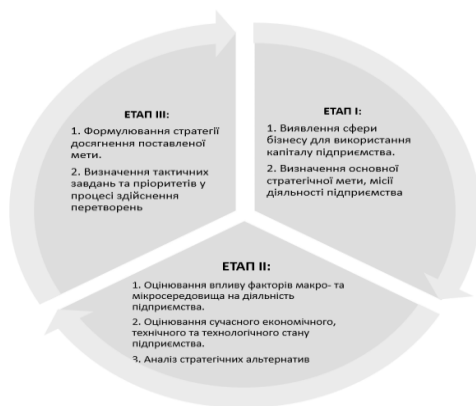 ЕТАП III:
1. Формулювання стратегії
досягнення поставленої
мети.
2. Визначення тактичних
завдань та пріоритетів у
процесі здійснення
перетворень
ЕТАП I:
1. Виявлення сфери
бізнесу для використання
капіталу підприємства.
2. Визначення основної
стратегічної мети, місії
діяльності підприємства
ЕТАП II:
1. Оцінювання впливу факторів макро- та
мікросередовища на діяльність
підприємства.
2. Оцінювання сучасного економічного,
технічного та технологічного стану
підприємства.
3. Аналіз стратегічних альтернатив